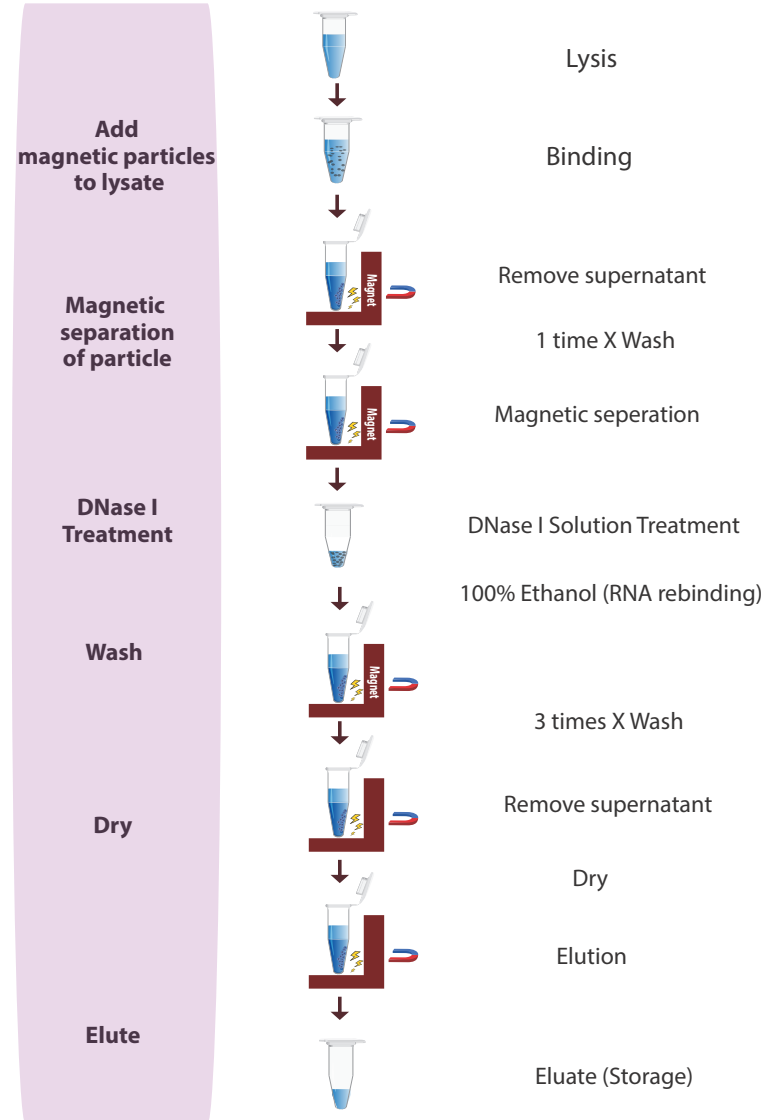 Lysis
Add
magnetic particles
to lysate
Binding
Magnet
Remove supernatant
Magnetic
separation
of particle
1 time X Wash
Magnet
Magnetic seperation
DNase I
Treatment
DNase I Solution Treatment
100% Ethanol (RNA rebinding)
Wash
Magnet
3 times X Wash
Dry
Remove supernatant
Dry
Elution
Elute
Eluate (Storage)